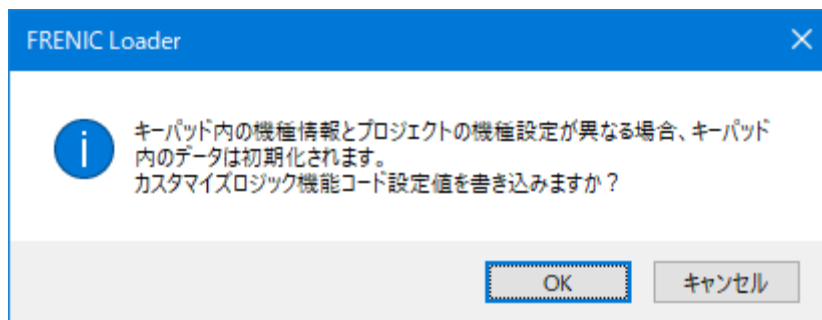 FRENIC Loader
キーパッド内の機種情報とプロジェクトの機種設定が異なる場合、キーパッド
内のデータは初期化されます。
カスタマイズロジック機能コード設定値を書き込みますか？
OK
キャンセル